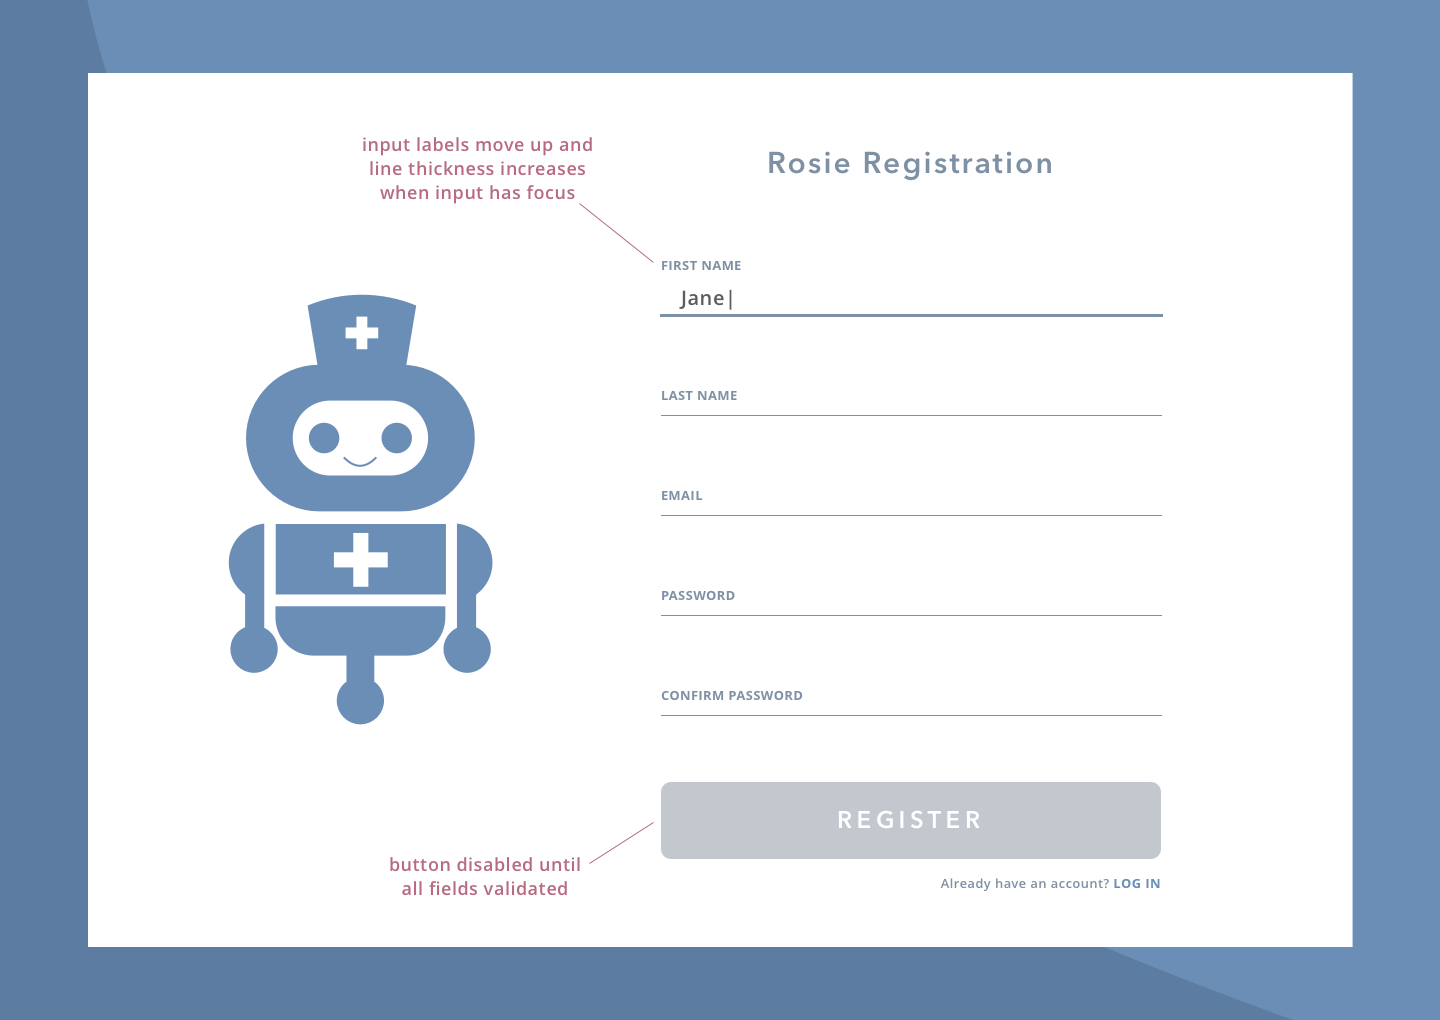 input labels move up and
line thickness increases
when input has focus
Rosie Registration
FIRST NAME
Jane|
LAST NAME
EMAIL
PASSWORD
CONFIRM PASSWORD
REGISTER
button disabled until
all fields validated
Already have an account? LOG IN